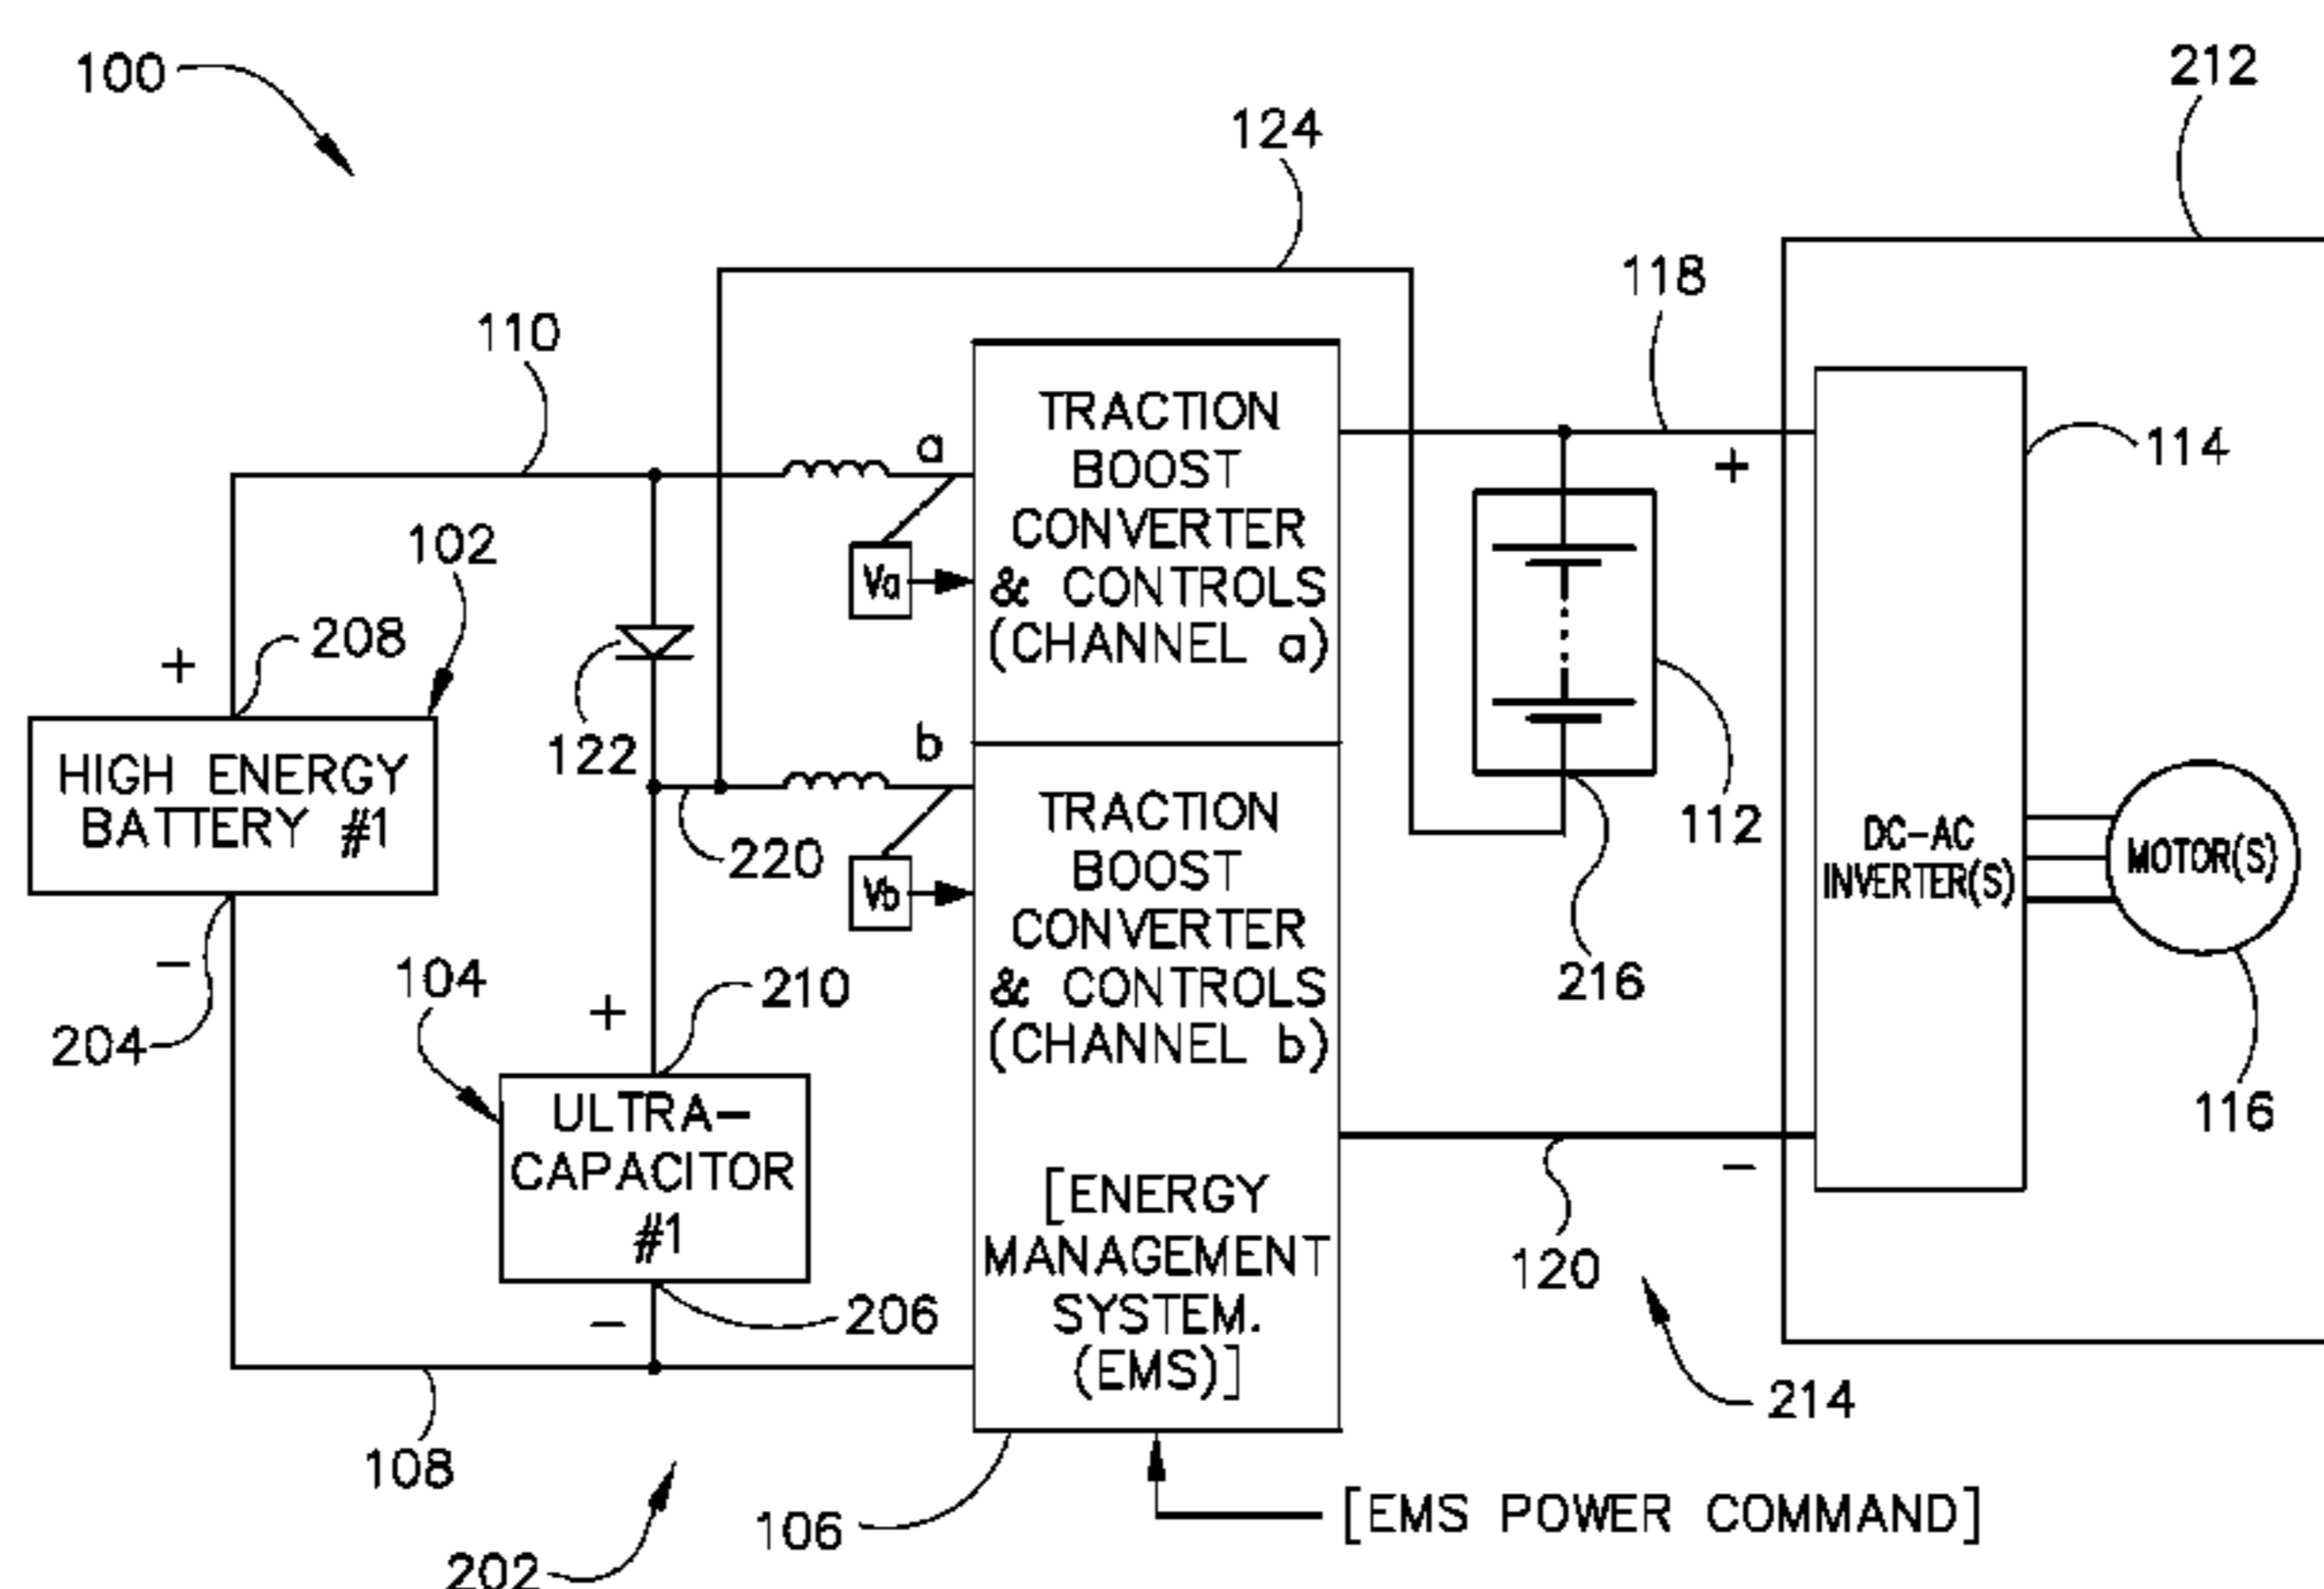 100
212
124
118
110
a
TRACTION
BOOST
CONVERTER
& CONTROLS
(CHANNEL a)
+
114
102
Va
208
+
122
b
HIGH ENERGY
BATTERY #1
220
Vb
TRACTION
BOOST
CONVERTER
& CONTROLS
(CHANNEL b)
112
DC-AC
INVERTER(S)
MOTOR(S)
216
204
-
104
+
210
ULTRA-
CAPACITOR
#1
116
[ENERGY
MANAGEMENT
SYSTEM.
(EMS)]
-
120
-
206
214
108
106
[EMS POWER COMMAND]
202